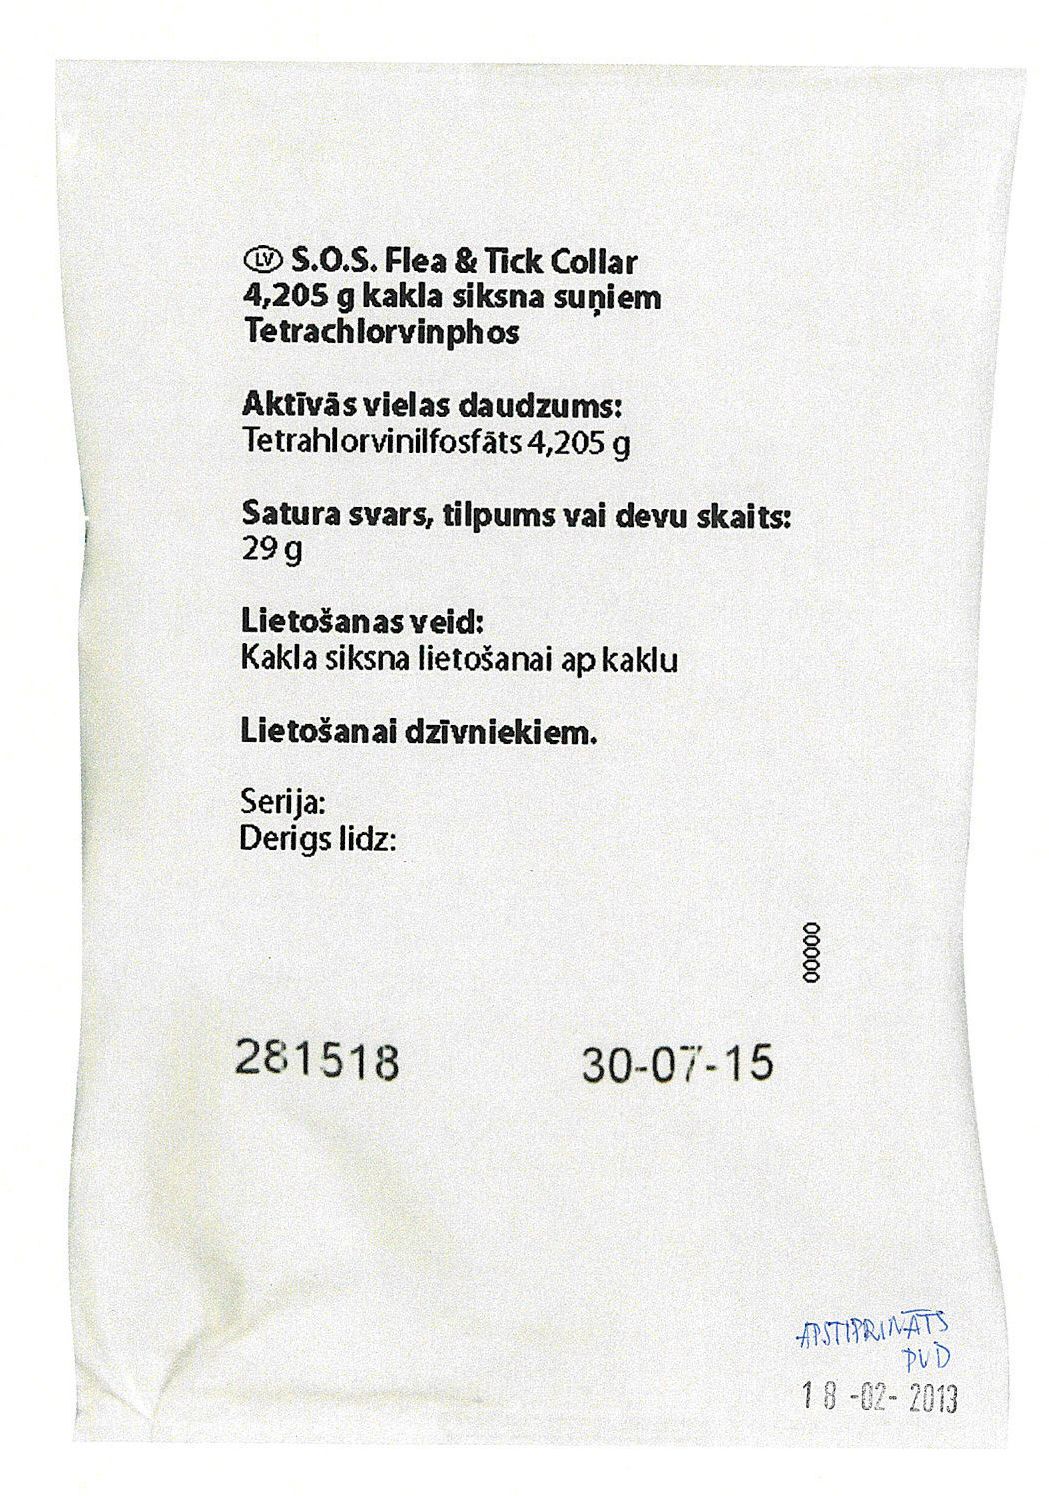 LV S.O.S. Flea & Tick Collar
4,205 g kakla siksna suņiem
Tetrachlorvinphos
Aktīvās vielas daudzums:
Tetrahlorvinilfosfāts 4,205 g
Satura svars, tilpums vai devu skaits:
29 g
Lietošanas veid:
Kakla siksna lietošanai ap kaklu
Lietošanai dzīvniekiem.
Serija:
Derigs lidz:
00000
281518 30-07-15
APSTIPRINĀTS
PVD
18 -02- 2013